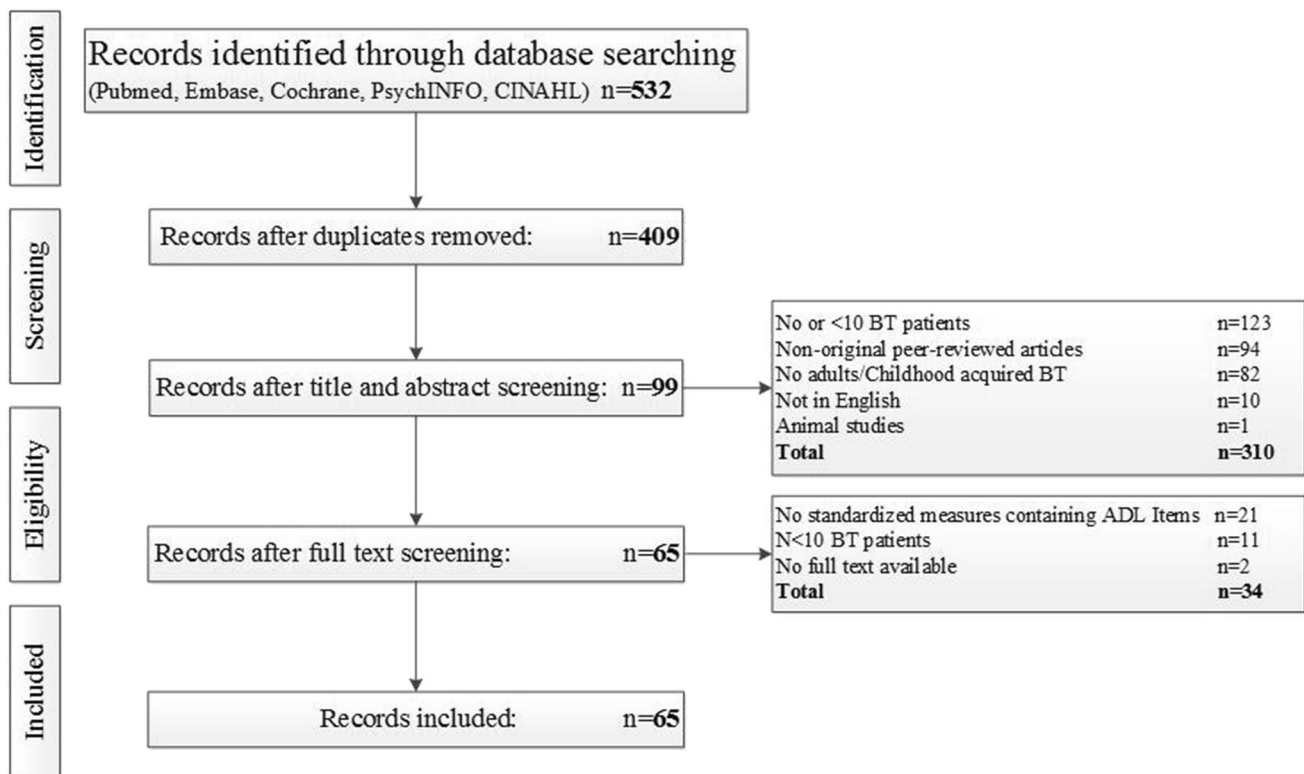 Identification
Records identified through database searching
(Pubmed, Embase, Cochrane, PsychINFO, CINAHL) n=532
Screening
Records after duplicates removed: n=409
Records after title and abstract screening: n=99
No or <10 BT patients n=123
Non-original peer-reviewed articles n=94
No adults/Childhood acquired BT n=82
Not in English n=10
Animal studies n=1
Total n=310
Eligibility
Records after full text screening: n=65
No standardized measures containing ADL Items n=21
N<10 BT patients n=11
No full text available n=2
Total n=34
Included
Records included: n=65